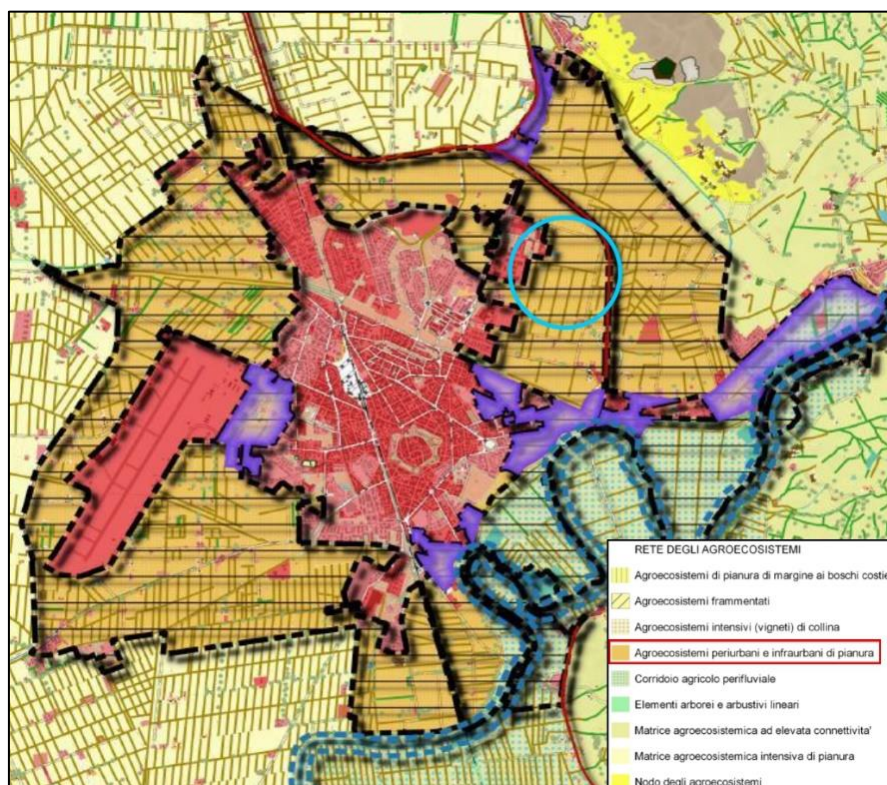 RETE DEGLI AGROECOSISTEMI
Agroecosistemi di pianura di margine ai boschi costie
Agroecosistemi frammentati
Agroecosistemi intensivi (vigneti) di collina
Agroecosistemi periurbani e infraurbani di pianura
Corridoio agricolo perifluviale
Elementi arborei e arbustivi lineari
Matrice agroecosistemica ad elevata connettivita'
Matrice agroecosistemica intensiva di pianura
Nodo degli agroecosistemi